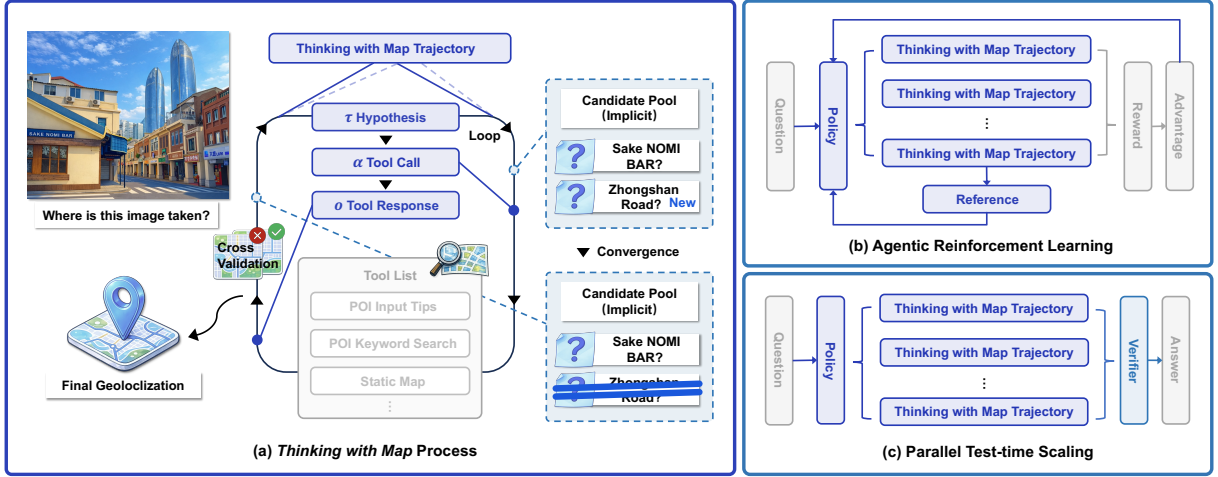 Thinking with Map Trajectory
SAKE NOMI BAR
Where is this image taken?
τ Hypothesis
Loop
α Tool Call
o Tool Response
Cross
Validation
Final Geoloclization
Tool List
POI Input Tips
POI Keyword Search
Static Map
⋮
Candidate Pool
(Implicit)
Sake NOMI
BAR?
Zhongshan
Road? New
Convergence
Candidate Pool
(Implicit)
Sake NOMI
BAR?
Zhongshan
Road?
(a) Thinking with Map Process
Question
Policy
Thinking with Map Trajectory
Thinking with Map Trajectory
⋮
Thinking with Map Trajectory
Reference
Reward
Advantage
(b) Agentic Reinforcement Learning
Question
Policy
Thinking with Map Trajectory
Thinking with Map Trajectory
⋮
Thinking with Map Trajectory
Verifier
Answer
(c) Parallel Test-time Scaling